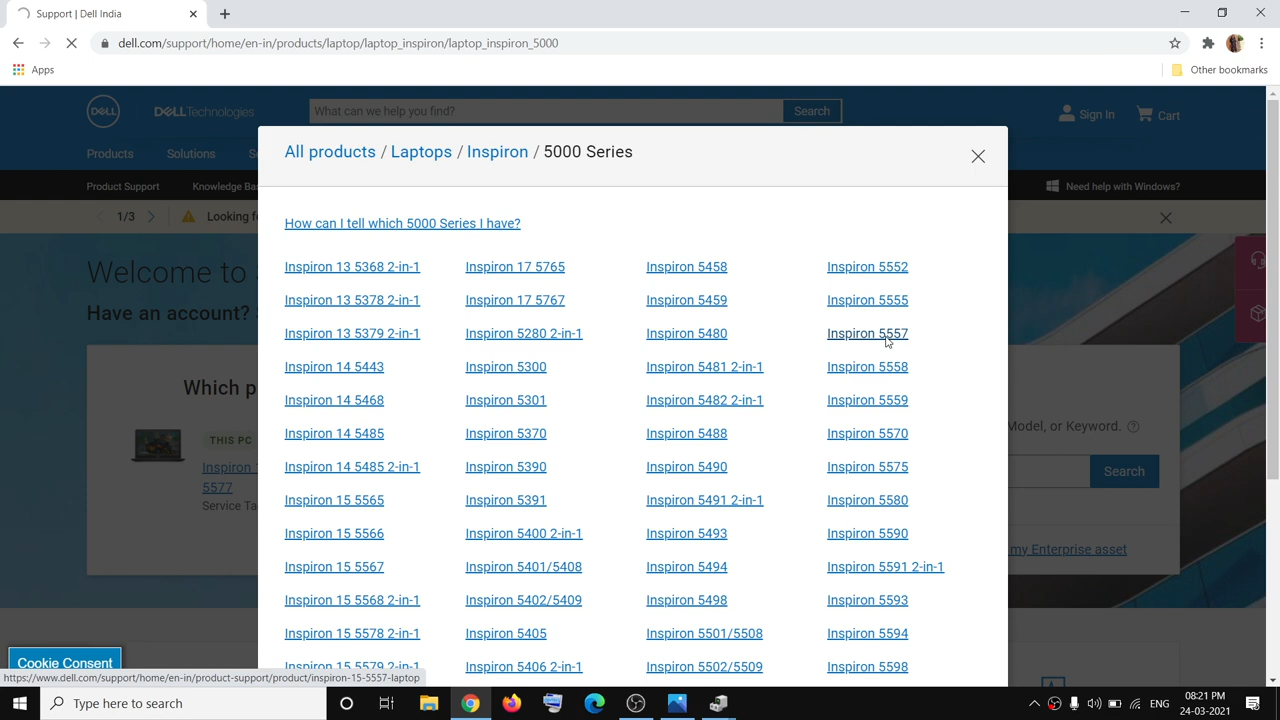 Support | Dell India
dell.com/support/home/en-in/products/laptop/laptop_inspiron/laptop_inspiron_5000
Apps
Other bookmarks
DELL
DELLTechnologies
What can we help you find?
Search
Sign In
Cart
Products
Solutions
Product Support
Need help with Windows?
1/3
Looking
Welcome to
Have an account?
Which
THIS PC
Inspiron
5577
Service
Model, or Keyword.
Search
my Enterprise asset
All products / Laptops / Inspiron / 5000 Series
How can I tell which 5000 Series I have?
Inspiron 13 5368 2-in-1 Inspiron 17 5765 Inspiron 5458 Inspiron 5552
Inspiron 13 5378 2-in-1 Inspiron 17 5767 Inspiron 5459 Inspiron 5555
Inspiron 13 5379 2-in-1 Inspiron 5280 2-in-1 Inspiron 5480 Inspiron 5557
Inspiron 14 5443 Inspiron 5300 Inspiron 5481 2-in-1 Inspiron 5558
Inspiron 14 5468 Inspiron 5301 Inspiron 5482 2-in-1 Inspiron 5559
Inspiron 14 5485 Inspiron 5370 Inspiron 5488 Inspiron 5570
Inspiron 14 5485 2-in-1 Inspiron 5390 Inspiron 5490 Inspiron 5575
Inspiron 15 5565 Inspiron 5391 Inspiron 5491 2-in-1 Inspiron 5580
Inspiron 15 5566 Inspiron 5400 2-in-1 Inspiron 5493 Inspiron 5590
Inspiron 15 5567 Inspiron 5401/5408 Inspiron 5494 Inspiron 5591 2-in-1
Inspiron 15 5568 2-in-1 Inspiron 5402/5409 Inspiron 5498 Inspiron 5593
Inspiron 15 5578 2-in-1 Inspiron 5405 Inspiron 5501/5508 Inspiron 5594
Inspiron 15 5579 2-in-1 Inspiron 5406 2-in-1 Inspiron 5502/5509 Inspiron 5598
Cookie Consent
https://www.dell.com/support/home/en-in/product-support/product/inspiron-15-5557-laptop
Type here to search
ENG
08:21 PM
24-03-2021